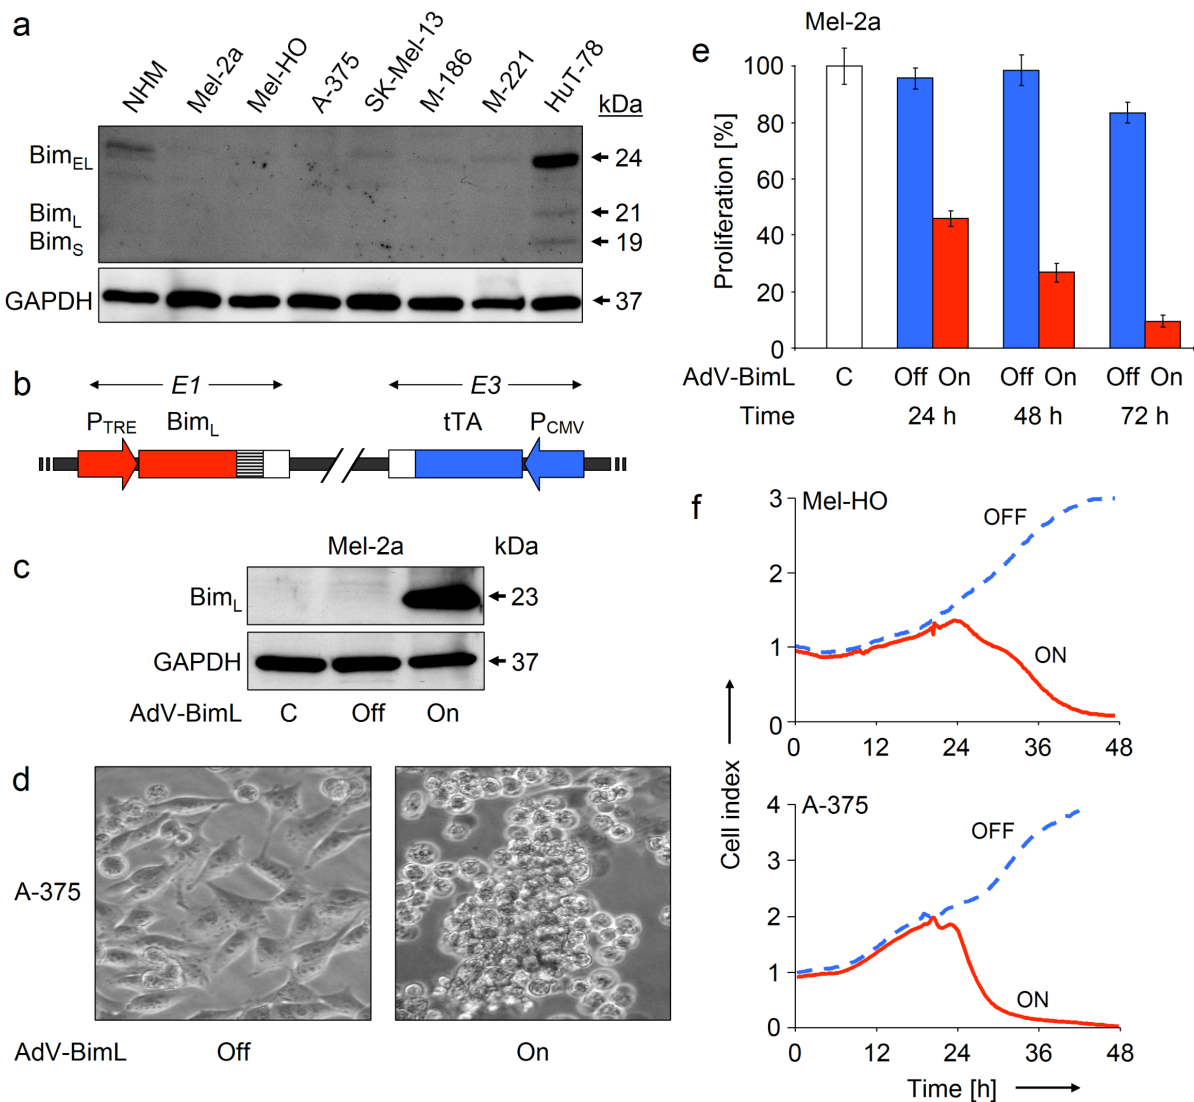 a
NHM Mel-2a Mel-HO A-375 SK-Mel-13 M-186 M-221 HuT-78
kDa
BimEL 24
BimL 21
BimS 19
GAPDH 37
b
E1 E3
PTRE BimL tTA PCMV
c
Mel-2a kDa
BimL 23
GAPDH 37
AdV-BimL C Off On
d
A-375
AdV-BimL Off On
e
Mel-2a
Proliferation [%]
100
80
60
40
20
0
AdV-BimL C Off On Off On Off On
Time 24 h 48 h 72 h
f
Cell index
Mel-HO
3
2
1
0
OFF
ON
0 12 24 36 48
A-375
4
3
2
1
0
OFF
ON
0 12 24 36 48
Time [h]